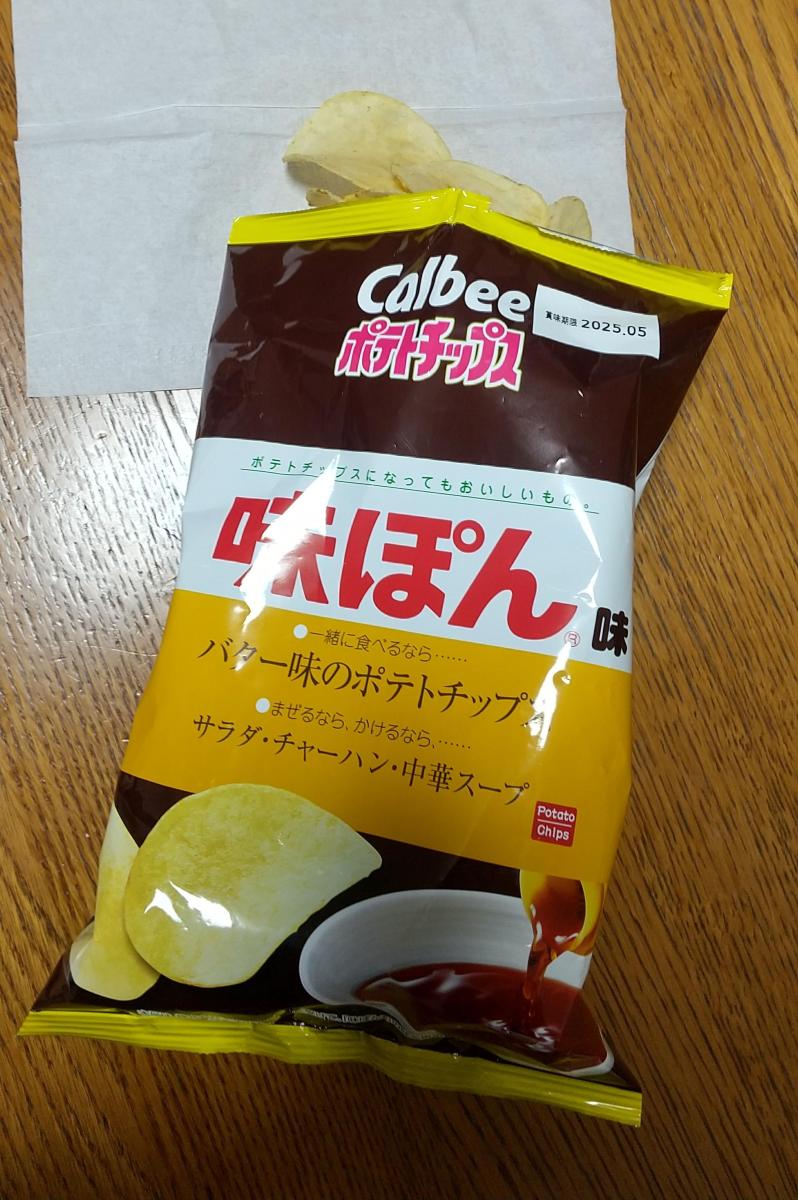 Calbee
ポテトチップス
賞味期限 2025.05
ポテトチップスになってもおいしいもの。
味ぽん® 味
●一緒に食べるなら……
バター味のポテトチップス
●まぜるなら、かけるなら、……
サラダ・チャーハン・中華スープ
Potato
Chips